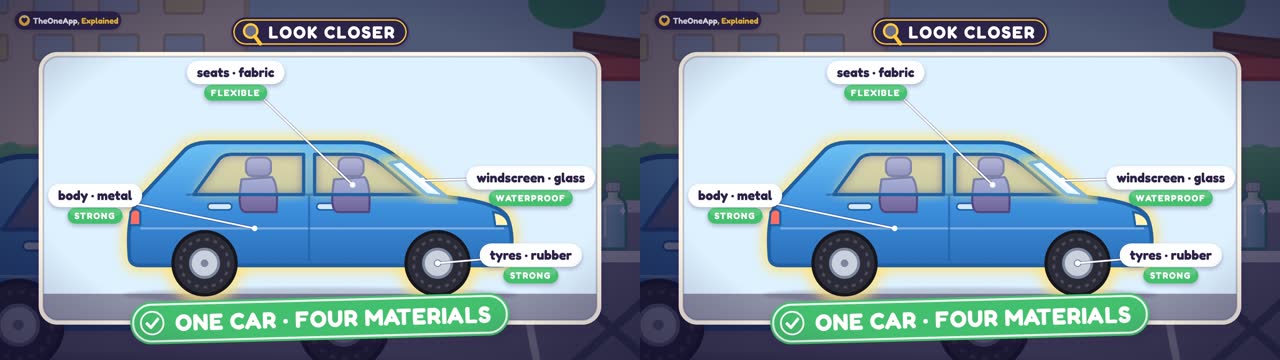 TheOneApp, Explained
LOOK CLOSER
seats · fabric
FLEXIBLE
windscreen · glass
WATERPROOF
body · metal
STRONG
tyres · rubber
STRONG
ONE CAR · FOUR MATERIALS
TheOneApp, Explained
LOOK CLOSER
seats · fabric
FLEXIBLE
windscreen · glass
WATERPROOF
body · metal
STRONG
tyres · rubber
STRONG
ONE CAR · FOUR MATERIALS